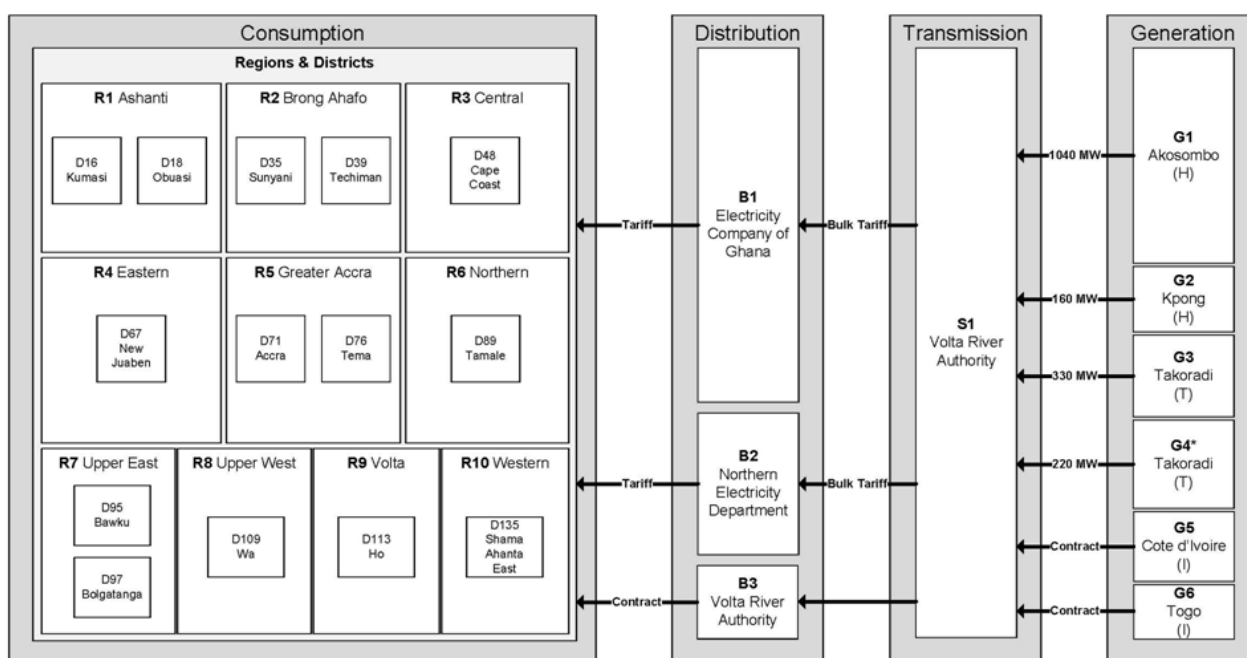 Consumption
Regions & Districts
R1 Ashanti
D16
Kumasi
D18
Obuasi
R2 Brong Ahafo
D35
Sunyani
D39
Techiman
R3 Central
D48
Cape
Coast
R4 Eastern
D67
New
Juaben
R5 Greater Accra
D71
Accra
D76
Tema
R6 Northern
D89
Tamale
R7 Upper East
D95
Bawku
D97
Bolgatanga
R8 Upper West
D109
Wa
R9 Volta
D113
Ho
R10 Western
D135
Shama
Ahanta
East
Tariff
Tariff
Contract
Distribution
B1
Electricity
Company of
Ghana
B2
Northern
Electricity
Department
B3
Volta River
Authority
Bulk Tariff
Bulk Tariff
Transmission
S1
Volta River
Authority
1040 MW
160 MW
330 MW
220 MW
Contract
Contract
Generation
G1
Akosombo
(H)
G2
Kpong
(H)
G3
Takoradi
(T)
G4*
Takoradi
(T)
G5
Cote d'Ivoire
(I)
G6
Togo
(I)